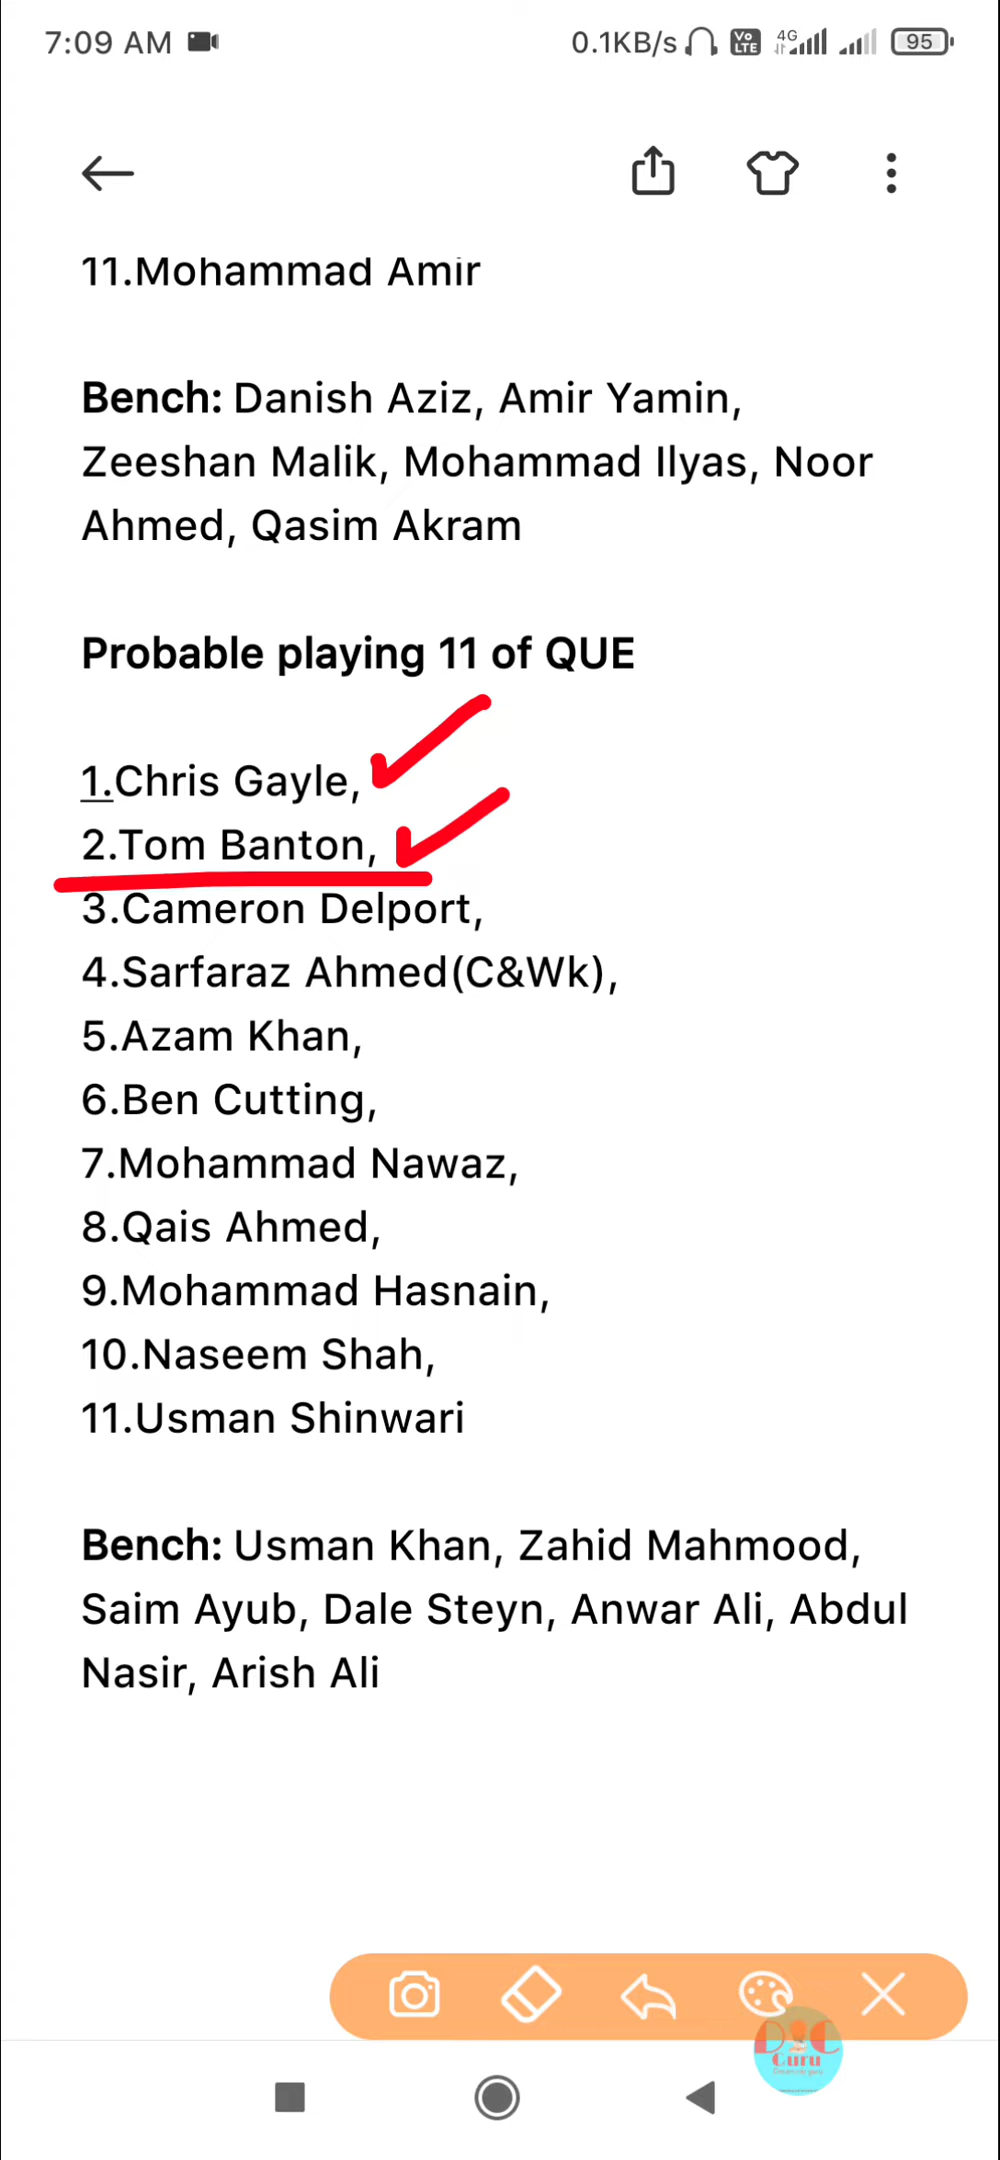 7:09 AM
0.1KB/s Vo LTE 4G 95
11.Mohammad Amir
Bench: Danish Aziz, Amir Yamin,
Zeeshan Malik, Mohammad Ilyas, Noor
Ahmed, Qasim Akram
Probable playing 11 of QUE
1.Chris Gayle,
2.Tom Banton,
3.Cameron Delport,
4.Sarfaraz Ahmed(C&Wk),
5.Azam Khan,
6.Ben Cutting,
7.Mohammad Nawaz,
8.Qais Ahmed,
9.Mohammad Hasnain,
10.Naseem Shah,
11.Usman Shinwari
Bench: Usman Khan, Zahid Mahmood,
Saim Ayub, Dale Steyn, Anwar Ali, Abdul
Nasir, Arish Ali
Guru